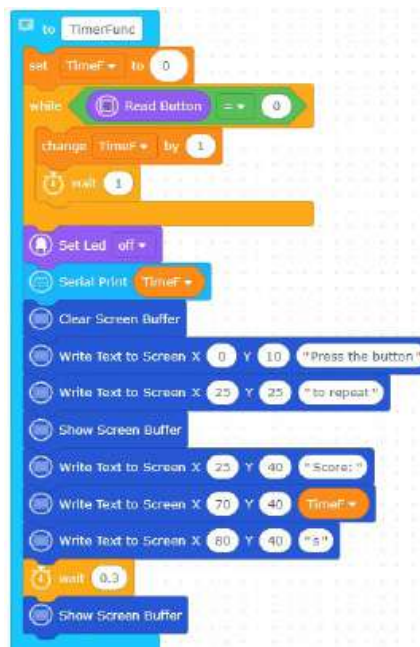 to TimerFunc
set TimeF to 0
while Read Button = 0
change TimeF by 1
wait 1
Set Led off
Serial Print TimeF
Clear Screen Buffer
Write Text to Screen X 0 Y 10 "Press the button"
Write Text to Screen X 25 Y 25 "to repeat"
Show Screen Buffer
Write Text to Screen X 25 Y 40 "Score: "
Write Text to Screen X 70 Y 40 TimeF
Write Text to Screen X 80 Y 40 "s"
wait 0.3
Show Screen Buffer